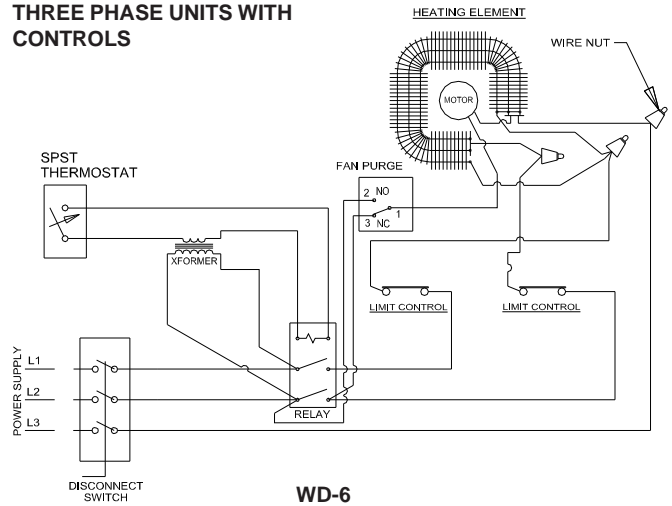 THREE PHASE UNITS WITH
CONTROLS
HEATING ELEMENT
WIRE NUT
MOTOR
SPST
THERMOSTAT
FAN PURGE
2 NO
1
3 NC
XFORMER
LIMIT CONTROL
LIMIT CONTROL
POWER SUPPLY
L1
L2
L3
RELAY
DISCONNECT
SWITCH
WD-6